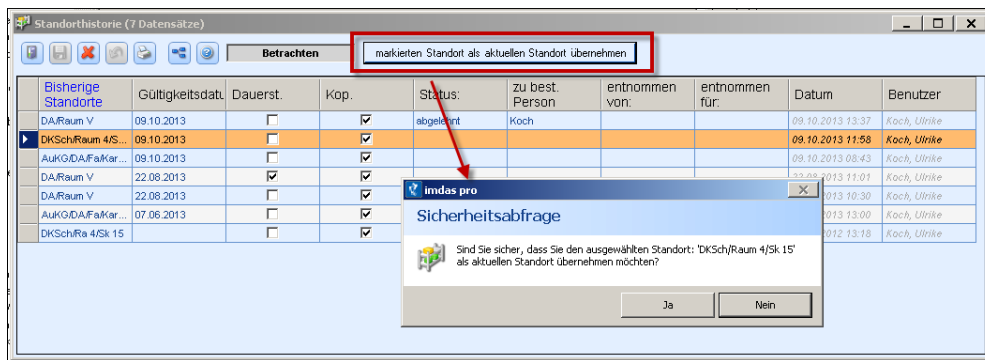 Standorthistorie (7 Datensätze)
Betrachten markierten Standort als aktuellen Standort übernehmen
Bisherige Standorte Gültigkeitsdatu Dauerst. Kop. Status: zu best. Person entnommen von: entnommen für: Datum Benutzer
DA/Raum V 09.10.2013 abgelehnt Koch 09.10.2013 13:37 Koch, Ulrike
DKSch/Raum 4/S... 09.10.2013 09.10.2013 11:58 Koch, Ulrike
AuKG/DA/Fa/Kar... 09.10.2013 09.10.2013 08:43 Koch, Ulrike
DA/Raum V 22.08.2013 22.08.2013 11:01 Koch, Ulrike
DA/Raum V 22.08.2013 2013 10:30 Koch, Ulrike
AuKG/DA/Fa/Kar... 07.06.2013 2013 13:00 Koch, Ulrike
DKSch/Ra 4/Sk 15 2012 13:18 Koch, Ulrike
imdas pro
Sicherheitsabfrage
Sind Sie sicher, dass Sie den ausgewählten Standort: 'DKSch/Raum 4/Sk 15'
als aktuellen Standort übernehmen möchten?
Ja Nein